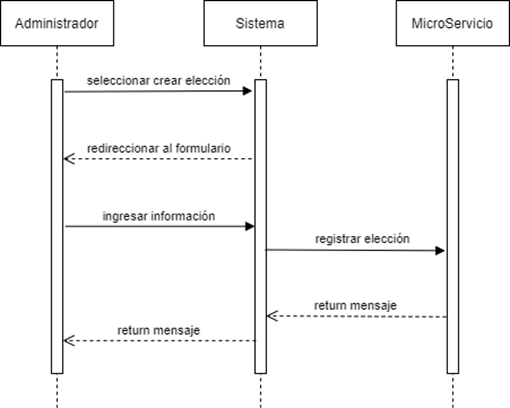 Administrador
Sistema
MicroServicio
seleccionar crear elección
redireccionar al formulario
ingresar información
registrar elección
return mensaje
return mensaje